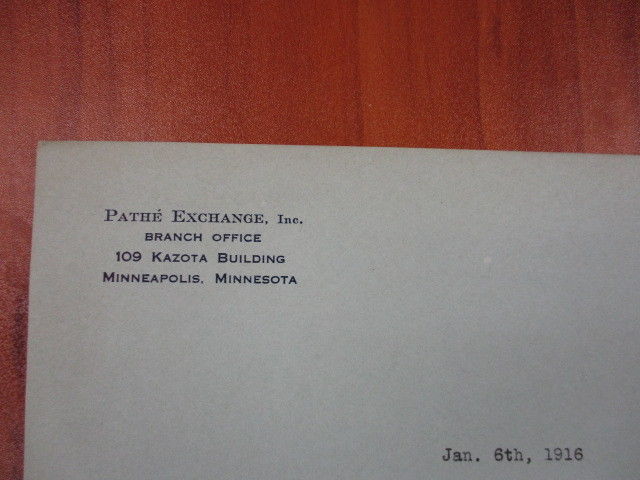 PATHÉ EXCHANGE, INC.
BRANCH OFFICE
109 KAZOTA BUILDING
MINNEAPOLIS, MINNESOTA
Jan. 6th, 1916